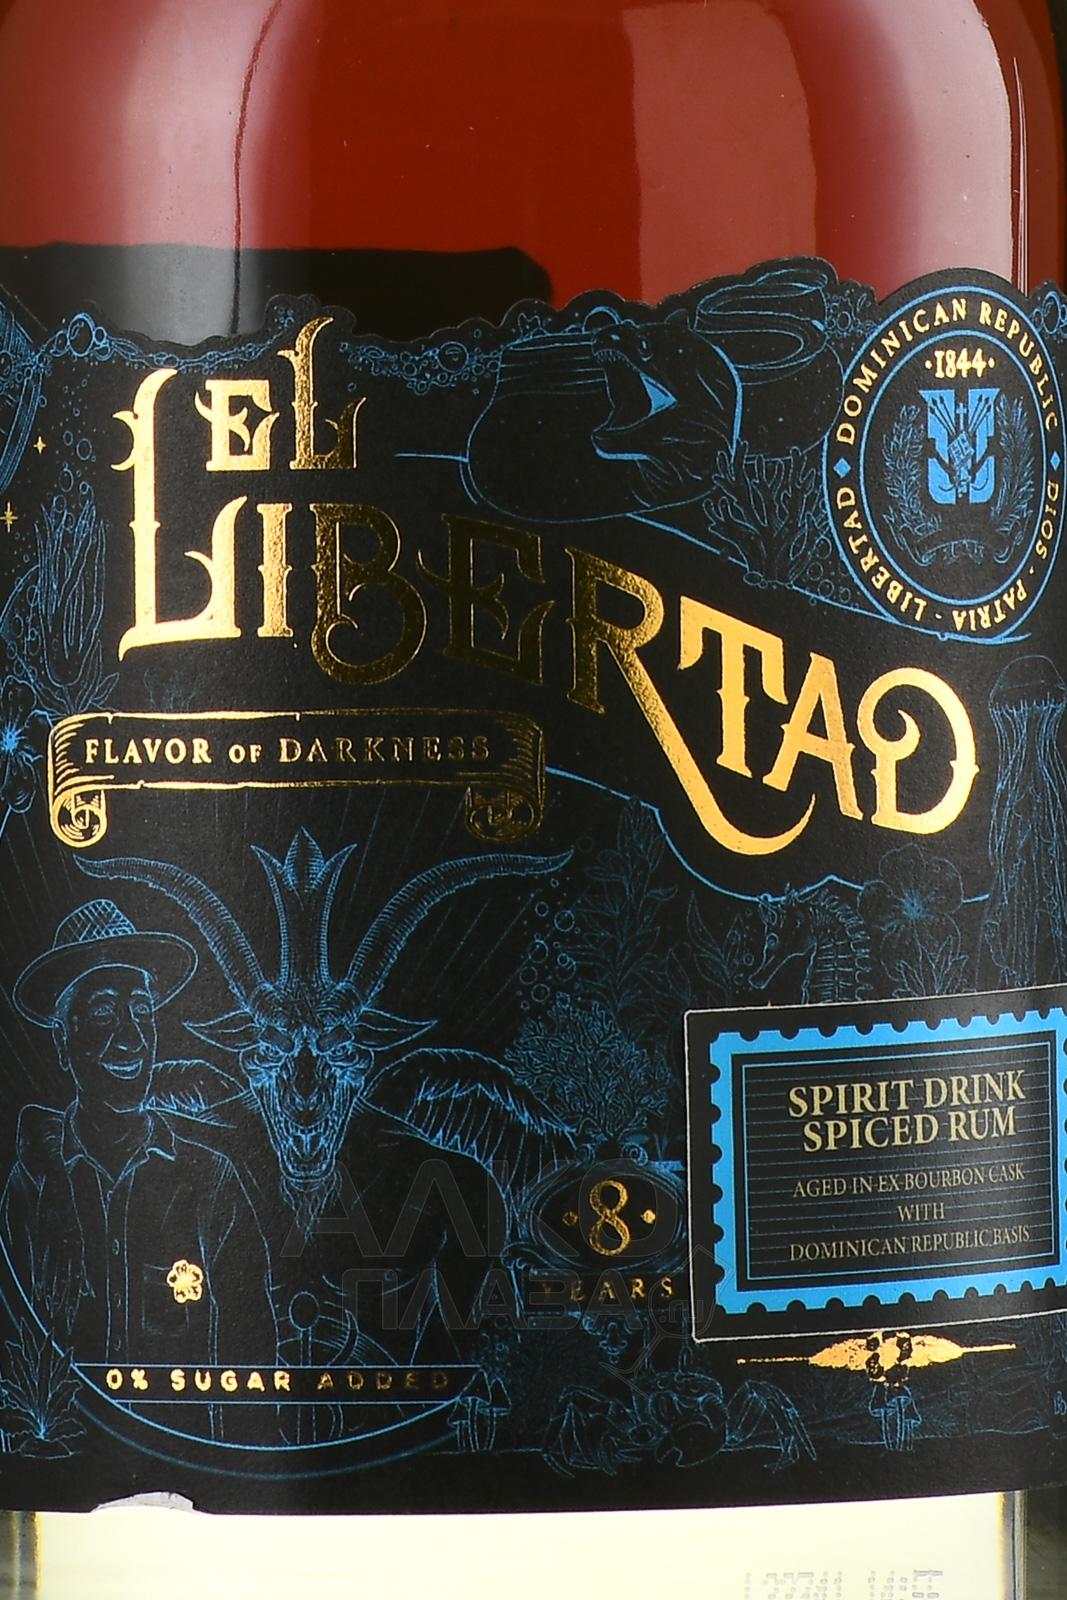 EL
LIBERTAD
FLAVOR OF DARKNESS
DOMINICAN REPUBLIC
DIOS · PATRIA · LIBERTAD
·1844·
SPIRIT DRINK
SPICED RUM
AGED IN EX-BOURBON CASK
WITH
DOMINICAN REPUBLIC BASIS
·8·
YEARS
0% SUGAR ADDED
АЛКО
ПЛАЗА.ru